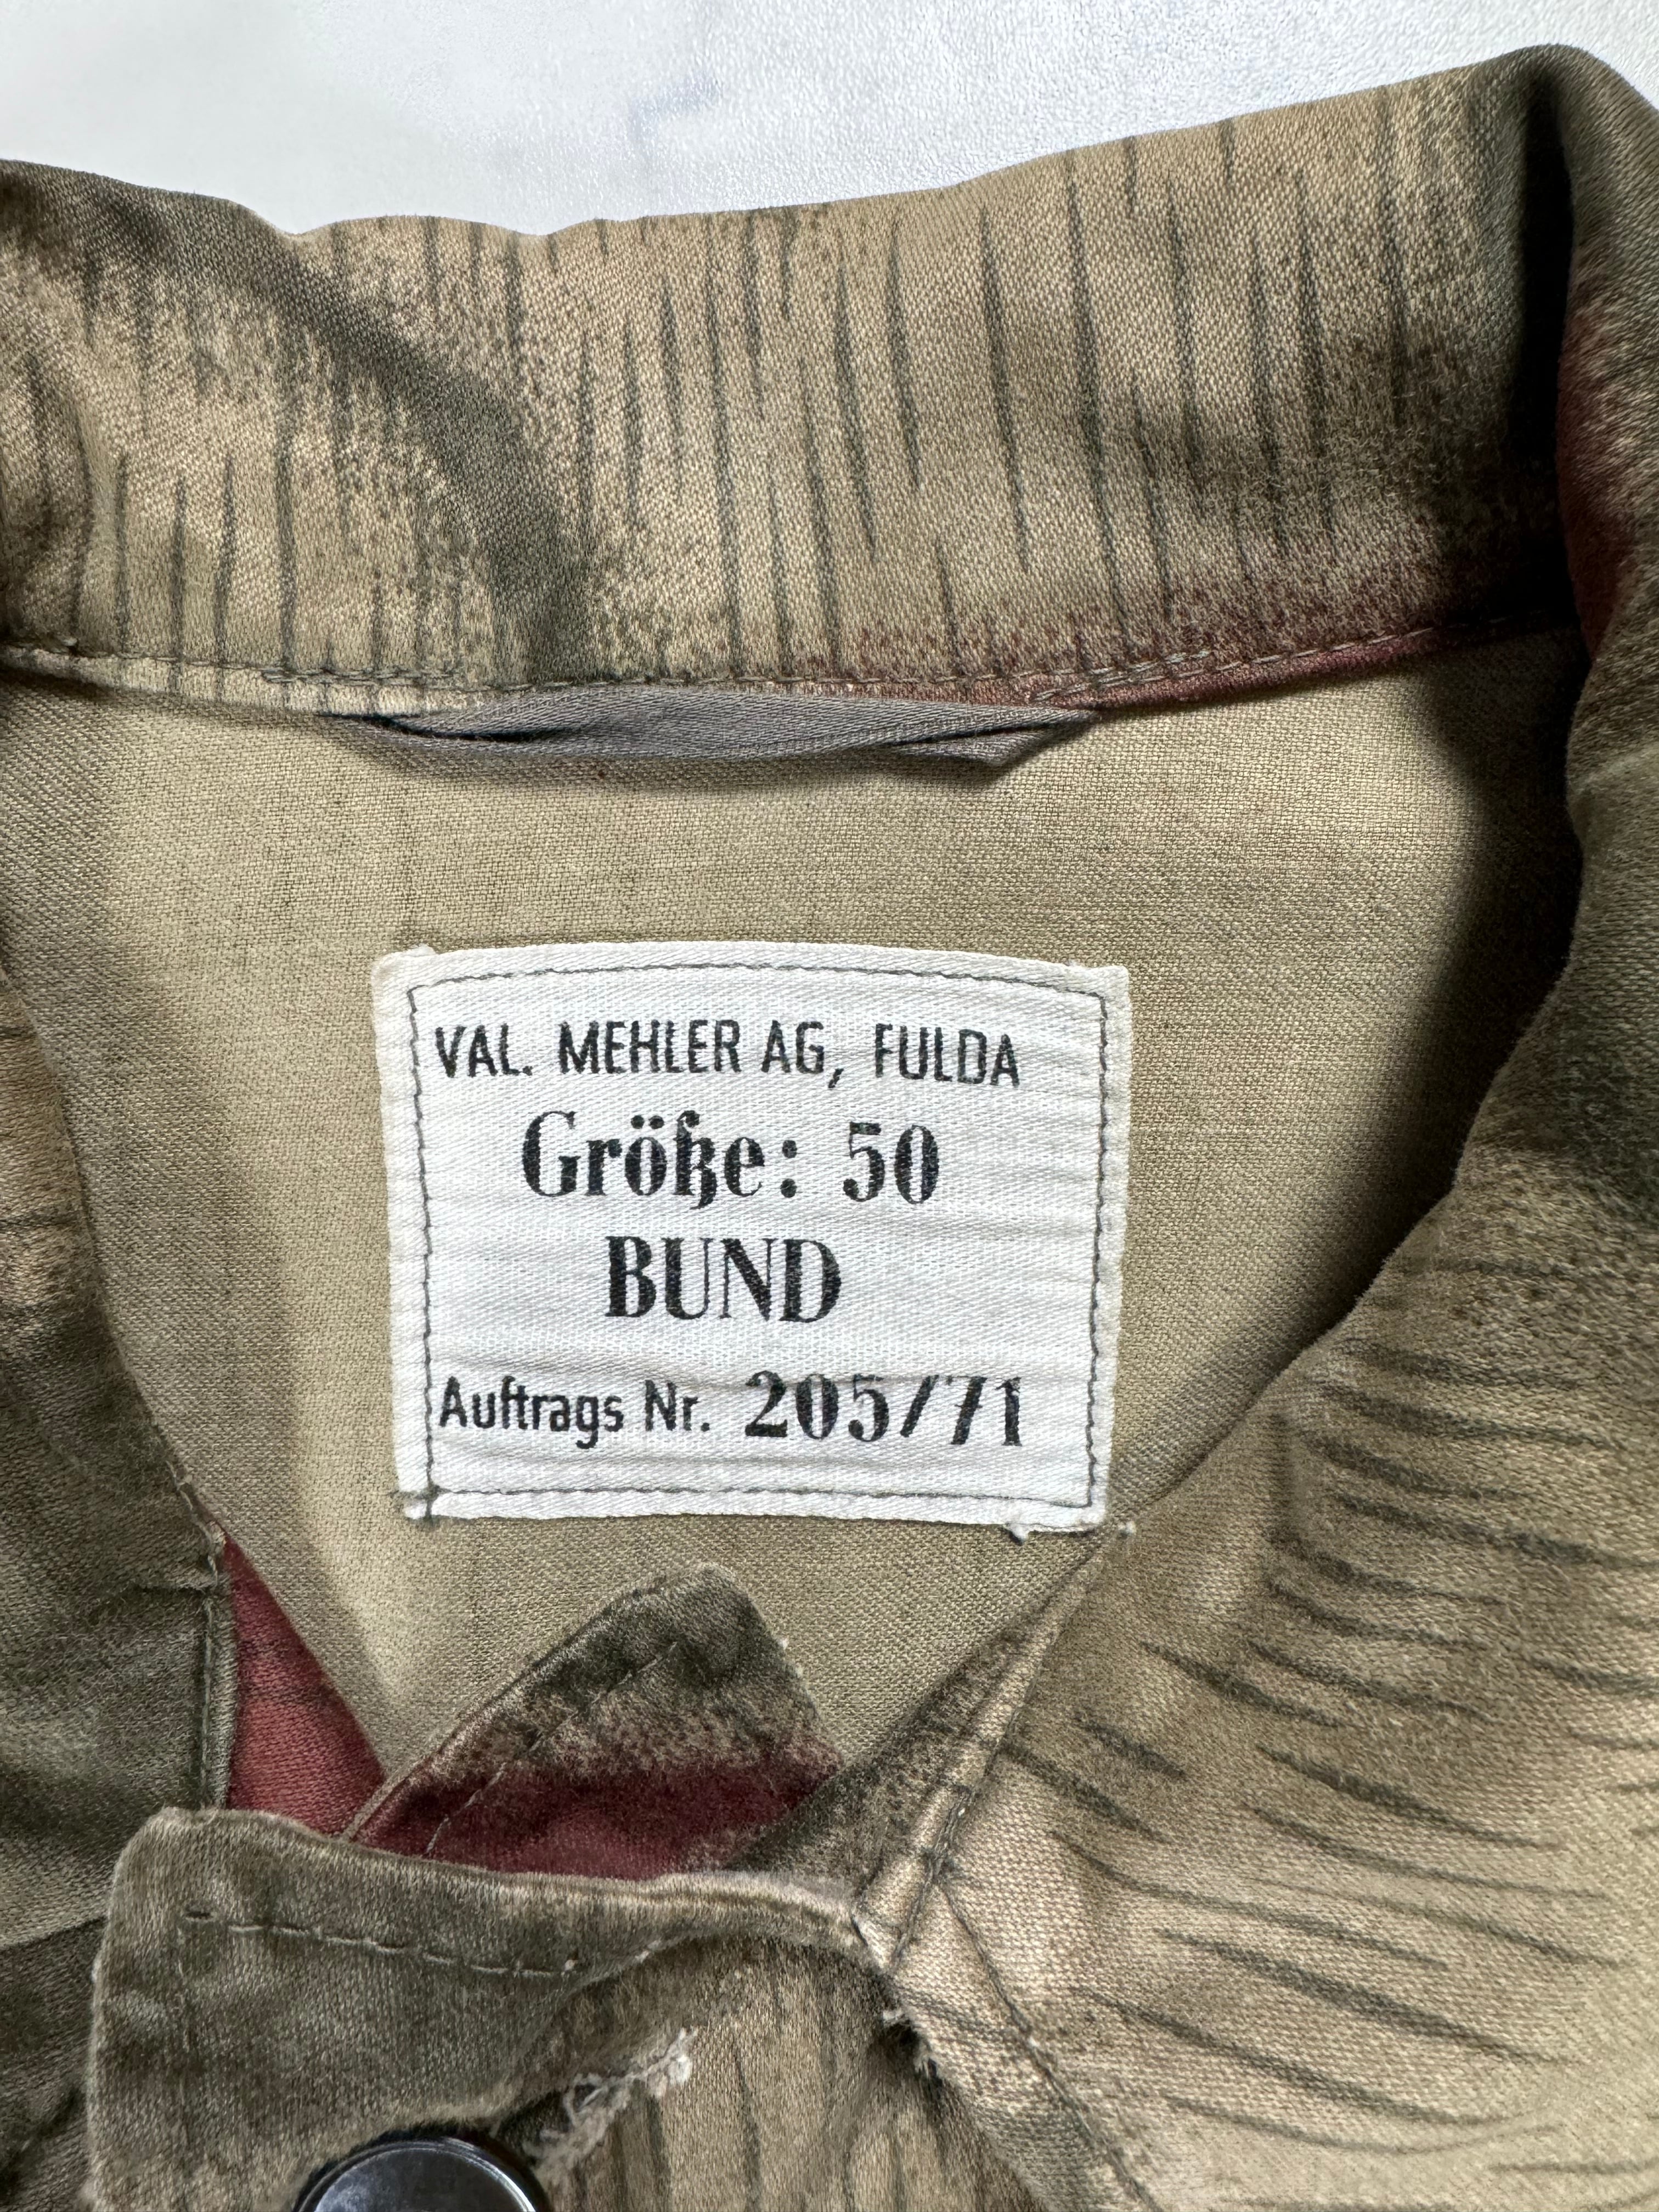 VAL. MEHLER AG, FULDA
Größe: 50
BUND
Auftrags Nr. 205/71